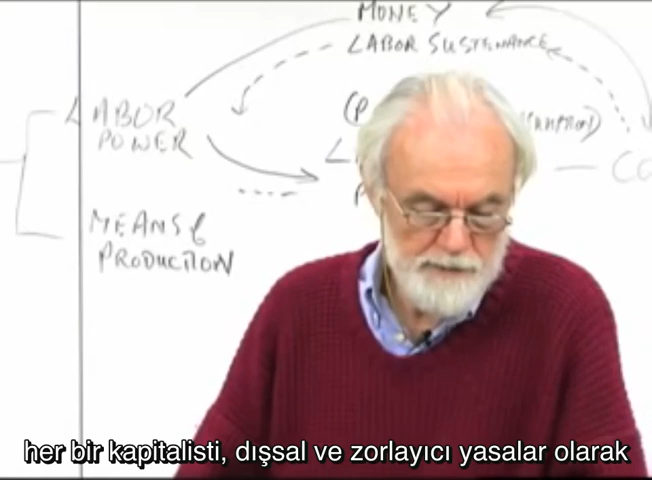 MONEY
LABOR SUSTENANCE
LABOR
POWER
MEANS OF
PRODUCTION
her bir kapitalisti, dışsal ve zorlayıcı yasalar olarak